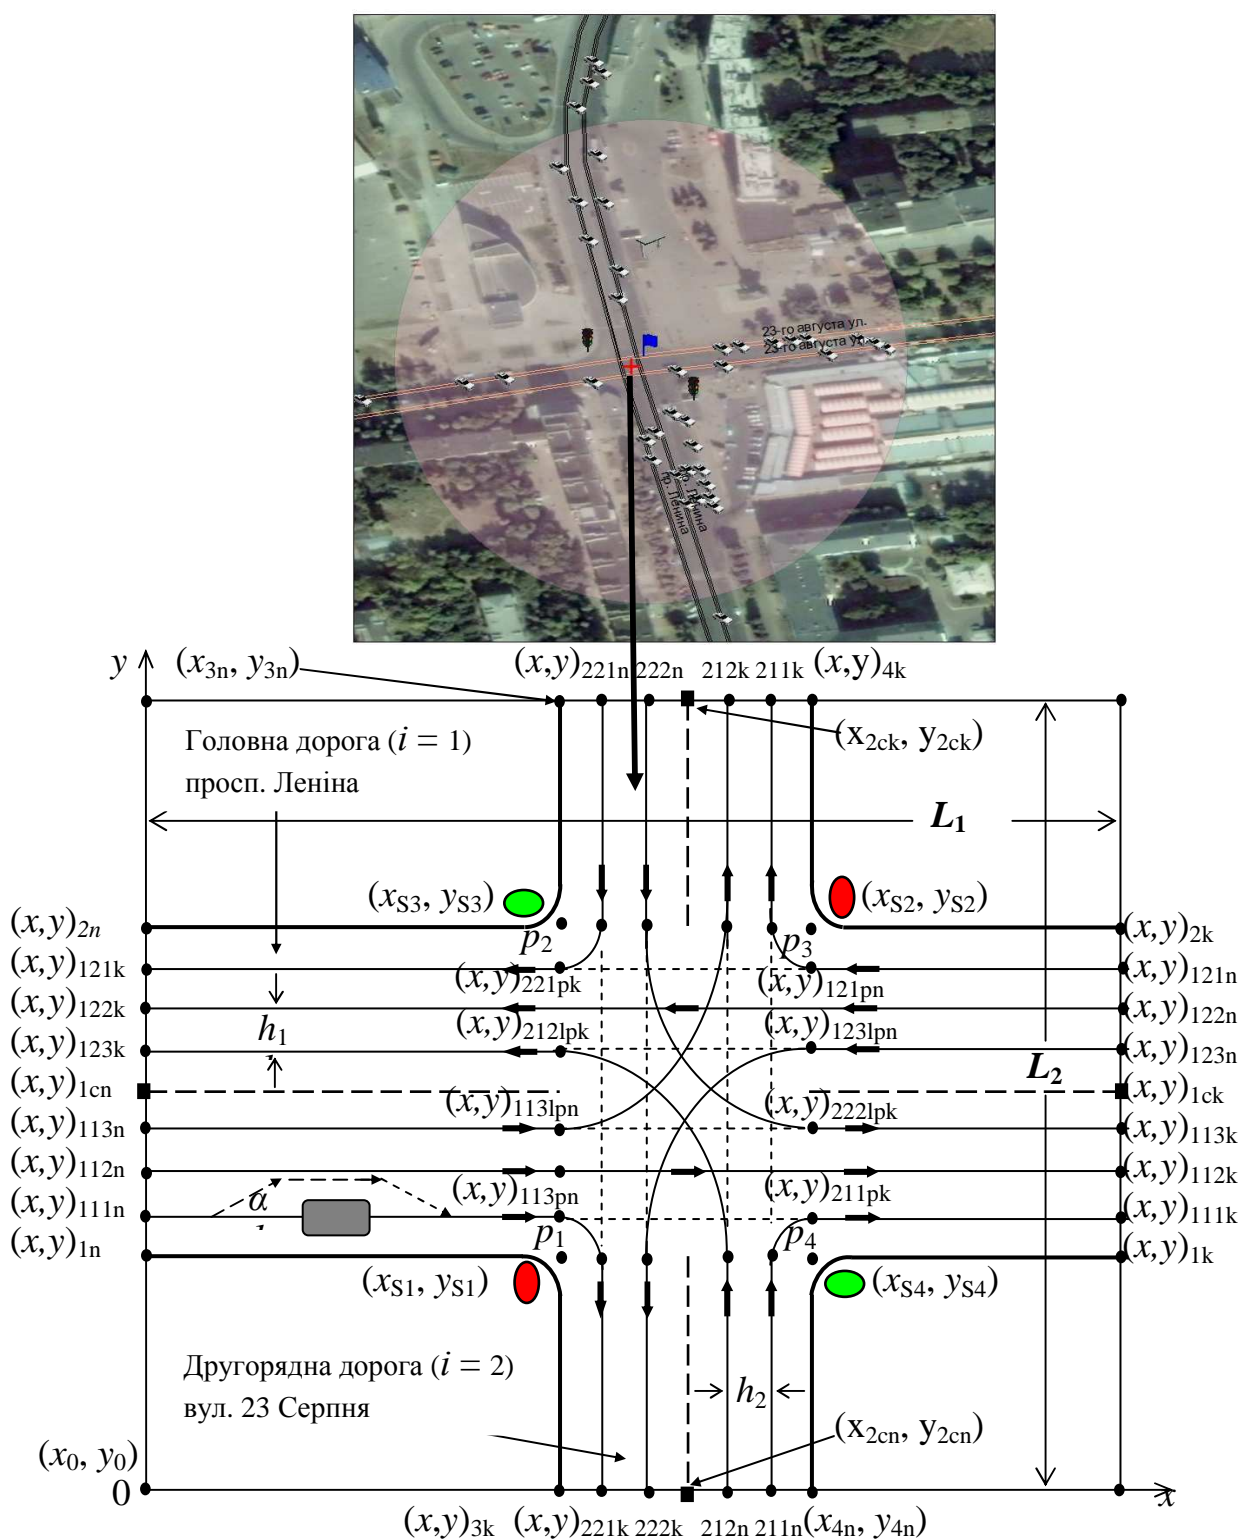 23-го августа ул.
23-го августа ул.
пр. Ленина
пр. Ленина
y
(x3n, y3n)
(x,y)221n 222n 212k 211k (x,y)4k
(x2ck, y2ck)
Головна дорога (i = 1)
просп. Леніна
L1
(xS3, yS3)
(xS2, yS2)
(x,y)2n
p2
p3
(x,y)2k
(x,y)121k
(x,y)221pk
(x,y)121pn
(x,y)121n
(x,y)122k
(x,y)122n
h1
(x,y)212lpk
(x,y)123lpn
(x,y)123k
(x,y)123n
L2
(x,y)1cn
(x,y)1ck
(x,y)113lpn
(x,y)222lpk
(x,y)113n
(x,y)113k
(x,y)112n
(x,y)112k
(x,y)113pn
(x,y)211pk
α
(x,y)111n
(x,y)111k
p1
p4
(x,y)1n
(x,y)1k
(xS1, yS1)
(xS4, yS4)
Другорядна дорога (i = 2)
вул. 23 Серпня
h2
(x2cn, y2cn)
(x0, y0)
0
x
(x,y)3k (x,y)221k 222k 212n 211n (x4n, y4n)